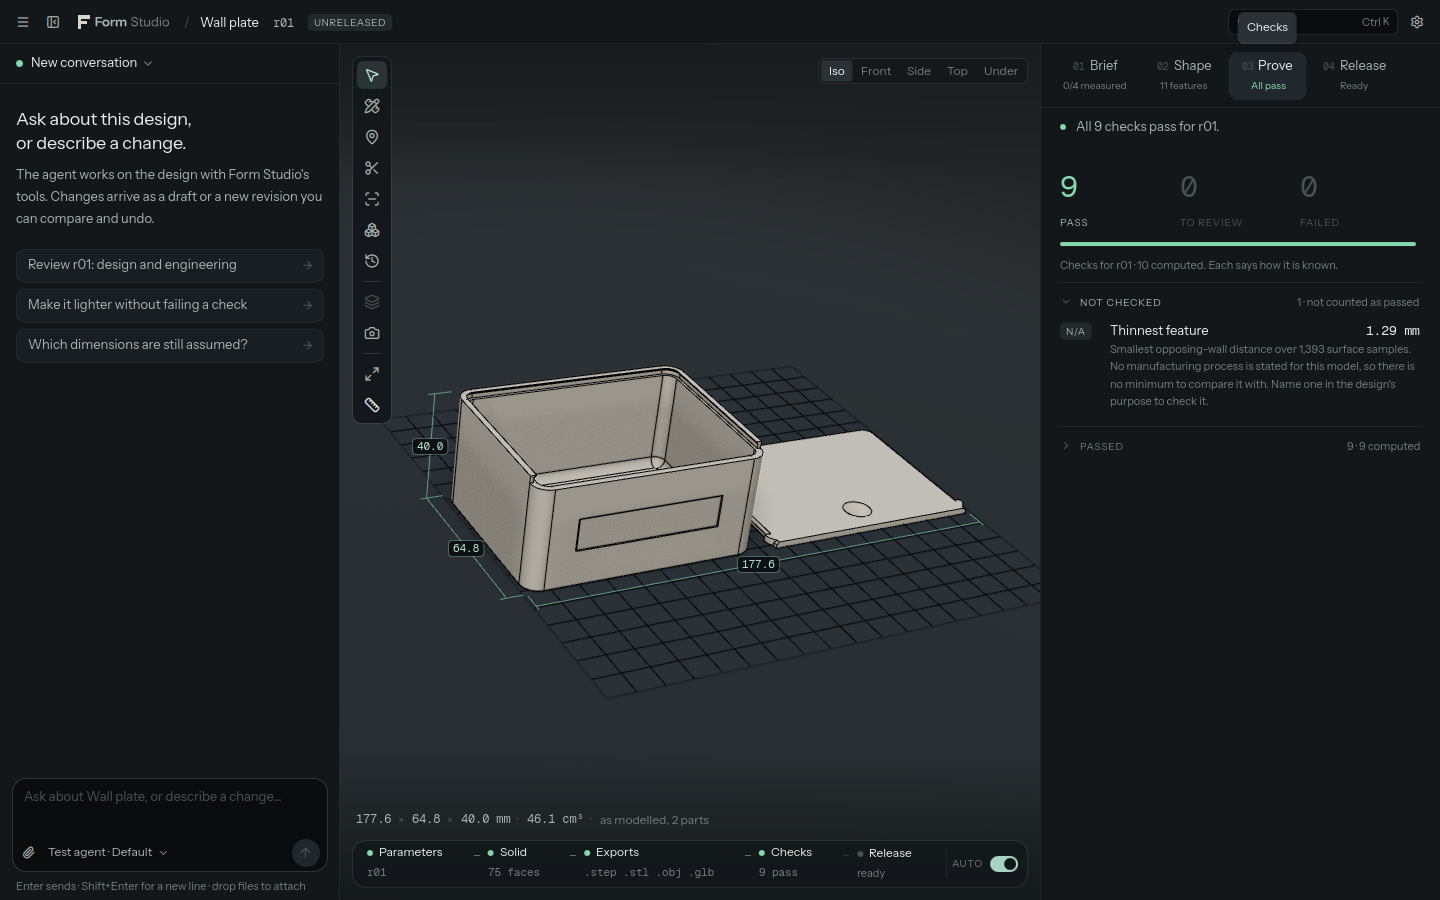 Form Studio / Wall plate r01 UNRELEASED
Checks
Ctrl K
New conversation
Ask about this design,
or describe a change.
The agent works on the design with Form Studio's
tools. Changes arrive as a draft or a new revision you
can compare and undo.
Review r01: design and engineering
Make it lighter without failing a check
Which dimensions are still assumed?
Ask about Wall plate, or describe a change...
Test agent · Default
Enter sends · Shift+Enter for a new line · drop files to attach
Iso Front Side Top Under
40.0
64.8
177.6
177.6 × 64.8 × 40.0 mm · 46.1 cm³ · as modelled, 2 parts
Parameters Solid Exports Checks Release
r01 75 faces .step .stl .obj .glb 9 pass ready
AUTO
01 Brief 02 Shape 03 Prove 04 Release
0/4 measured 11 features All pass Ready
All 9 checks pass for r01.
9 0 0
PASS TO REVIEW FAILED
Checks for r01 · 10 computed. Each says how it is known.
NOT CHECKED 1 · not counted as passed
N/A Thinnest feature 1.29 mm
Smallest opposing-wall distance over 1,393 surface samples.
No manufacturing process is stated for this model, so there is
no minimum to compare it with. Name one in the design's
purpose to check it.
PASSED 9 · 9 computed